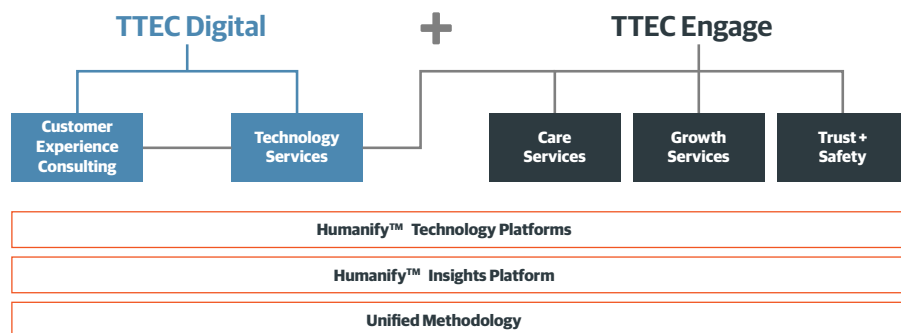 TTEC Digital
+
TTEC Engage
Customer
Experience
Consulting
Technology
Services
Care
Services
Growth
Services
Trust +
Safety
Humanify™ Technology Platforms
Humanify™ Insights Platform
Unified Methodology